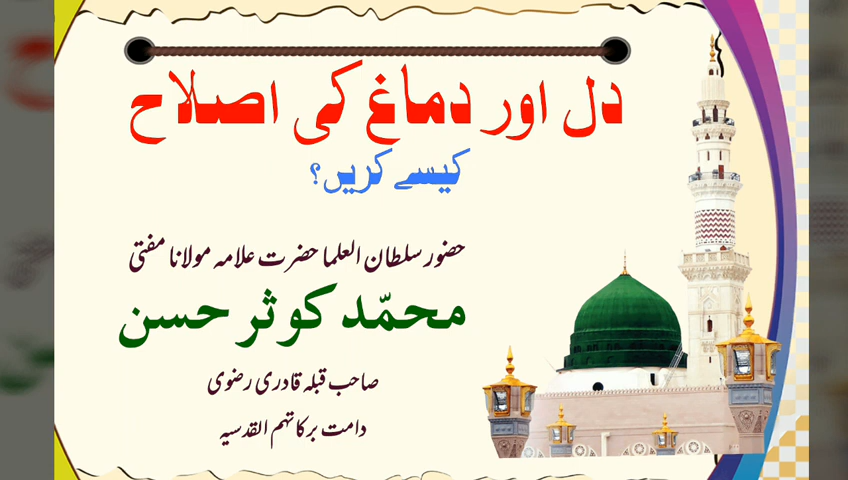 دل اور دماغ کی اصلاح
کیسے کریں؟
حضور سلطان العلما حضرت علامہ مولانا مفتی
محمّد کوثر حسن
صاحب قبلہ قادری رضوی
دامت برکاتہم القدسیہ